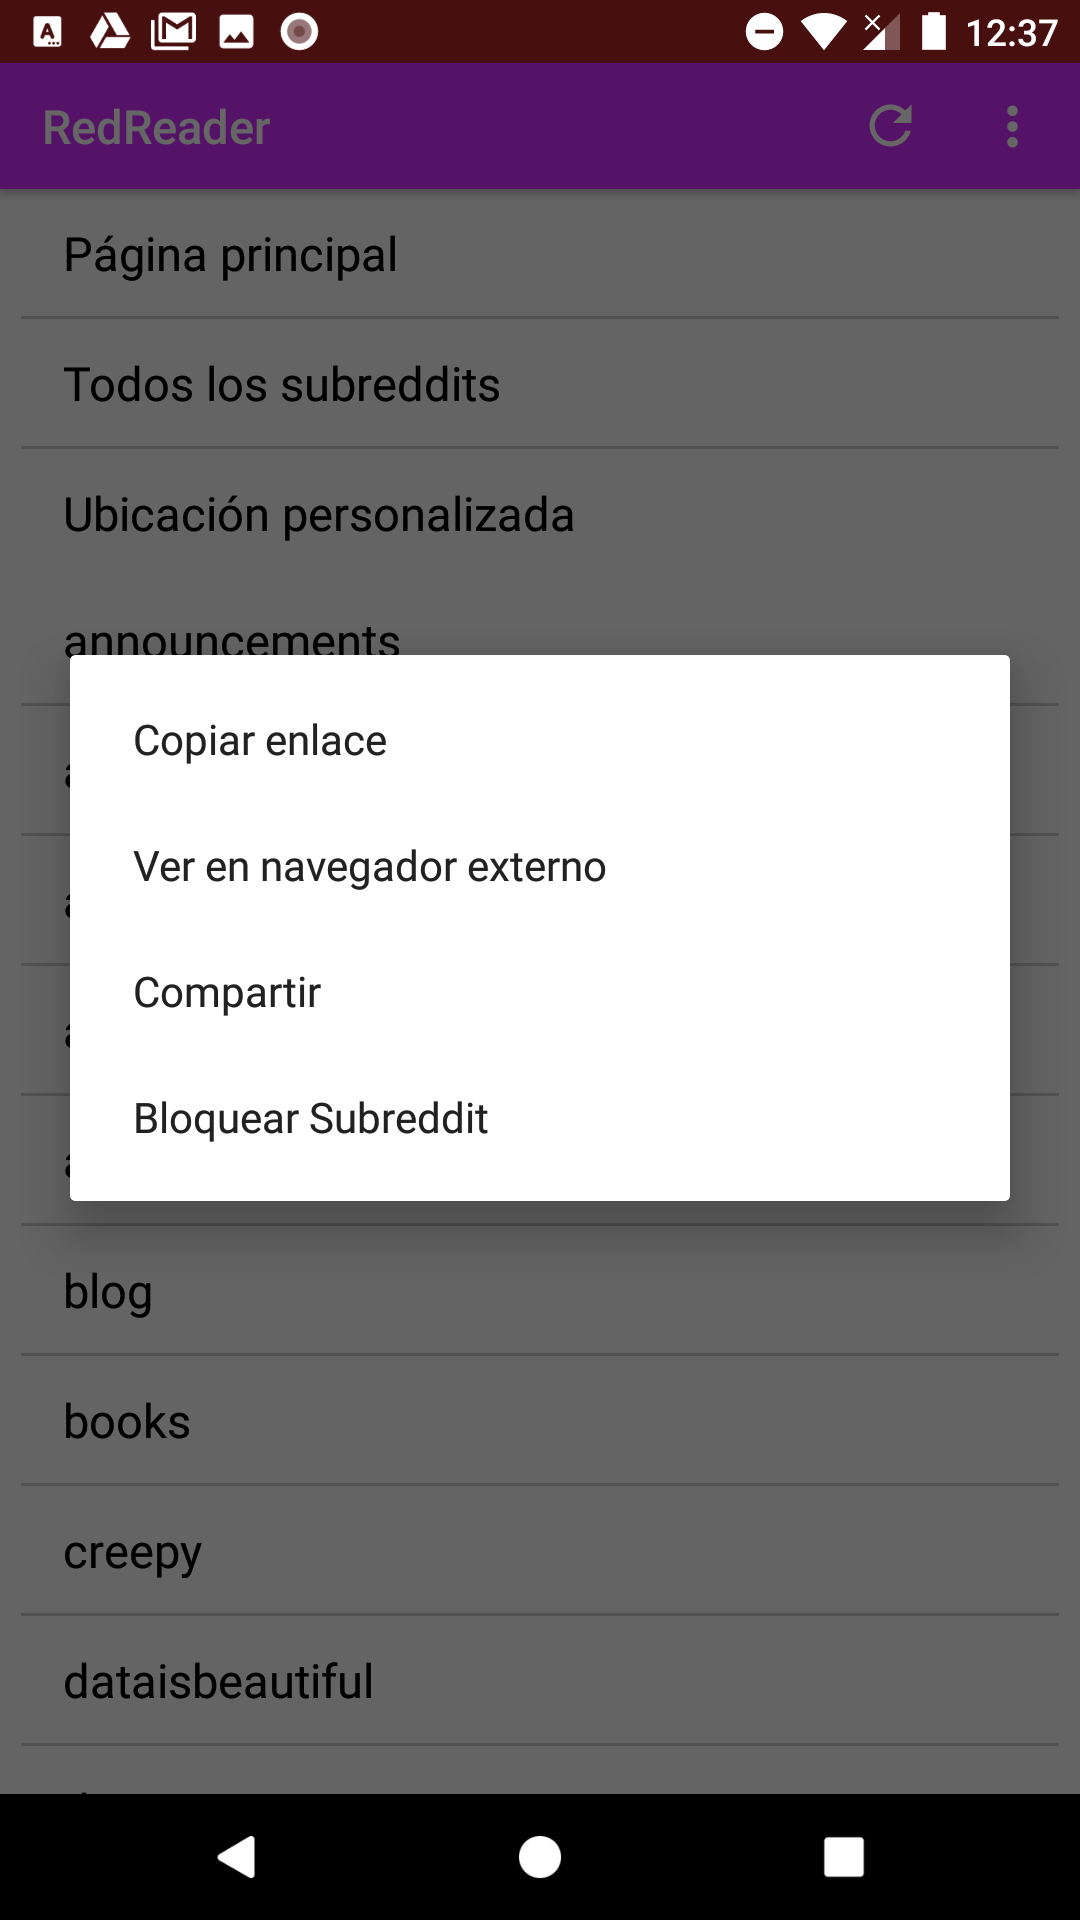 12:37
RedReader
Página principal
Todos los subreddits
Ubicación personalizada
announcements
Copiar enlace
Ver en navegador externo
Compartir
Bloquear Subreddit
blog
books
creepy
dataisbeautiful